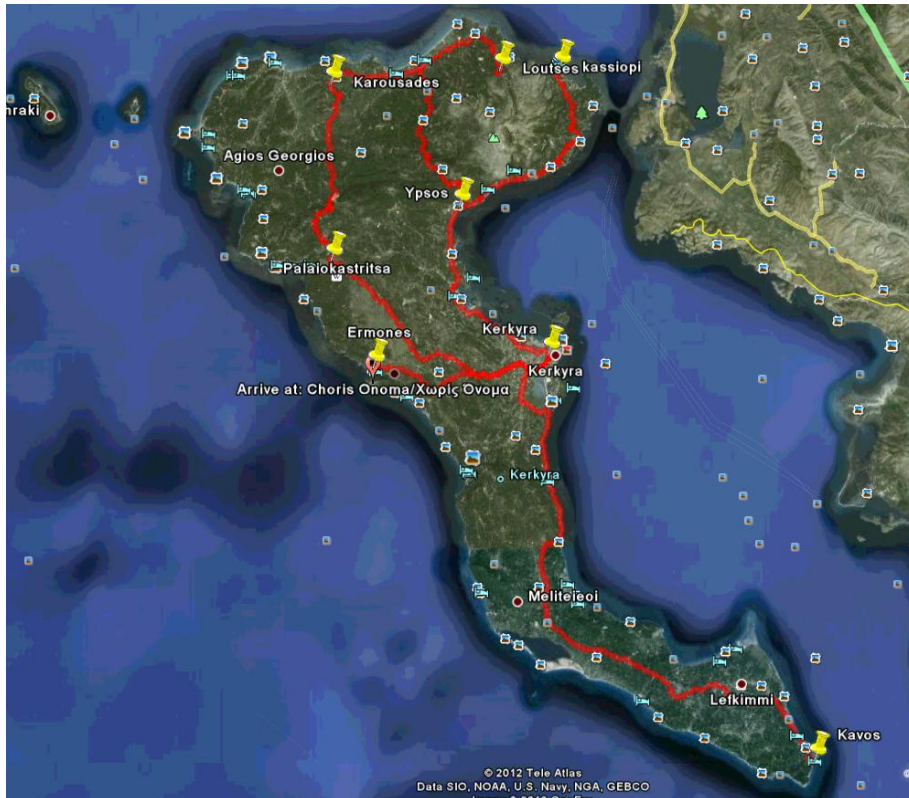 Loutses kassiopi
Karousades
nraki
Agios Georgios
Ypsos
Palaiokastritsa
Ermones
Kerkyra
Kerkyra
Arrive at: Choris Onoma/Χωρίς Όνομα
Kerkyra
Meliteieoi
Lefkimmi
Kavos
© 2012 Tele Atlas
Data SIO, NOAA, U.S. Navy, NGA, GEBCO